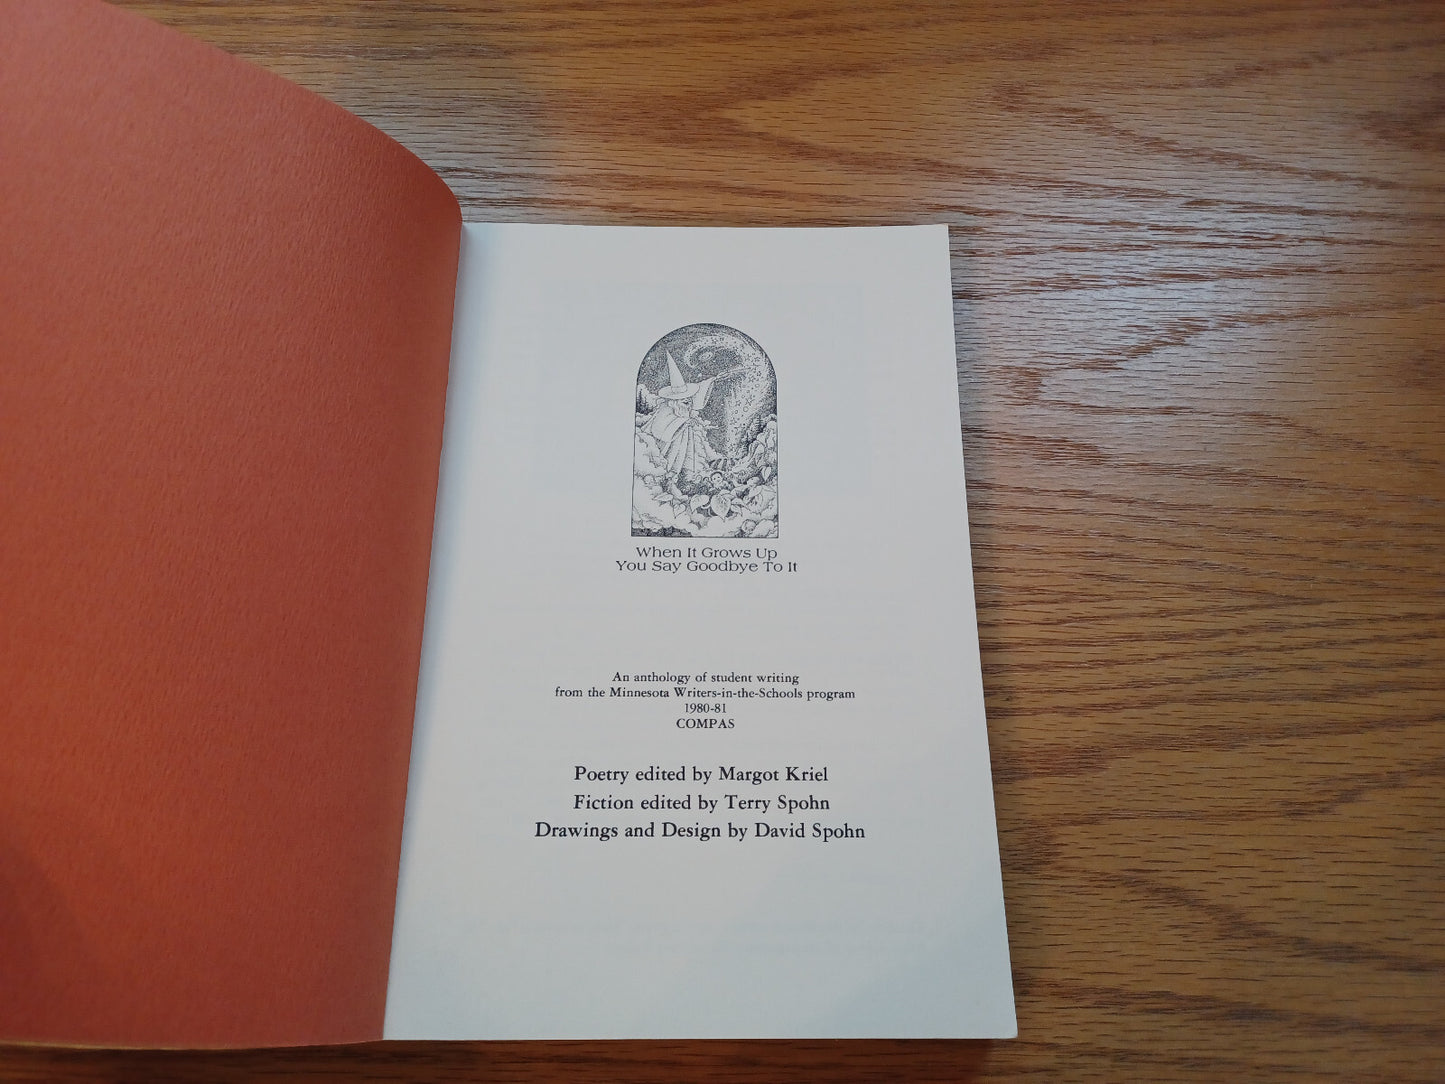 When It Grows Up
You Say Goodbye To It
An anthology of student writing
from the Minnesota Writers-in-the-Schools program
1980-81
COMPAS
Poetry edited by Margot Kriel
Fiction edited by Terry Spohn
Drawings and Design by David Spohn